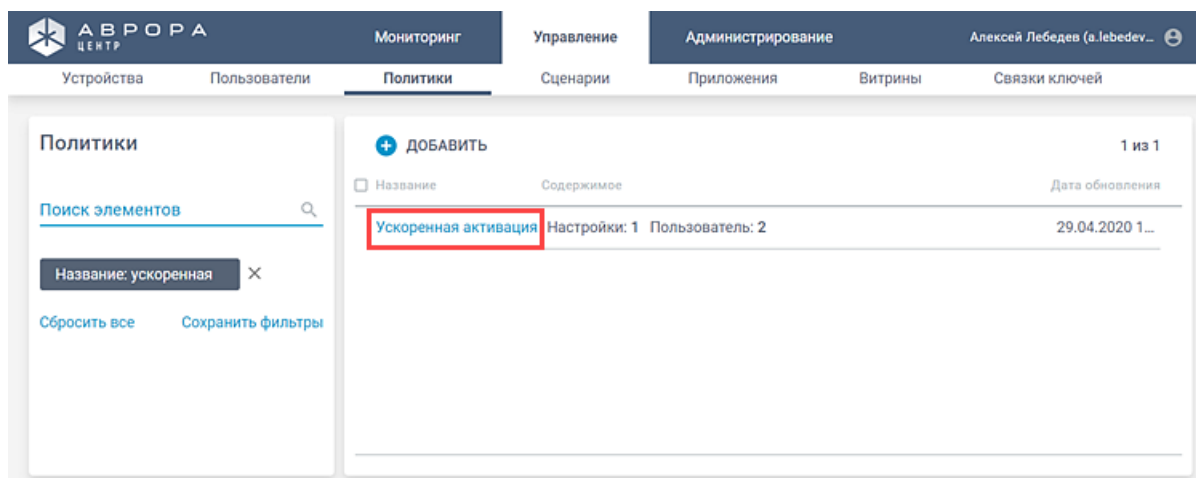 АВРОРА
ЦЕНТР
Мониторинг Управление Администрирование Алексей Лебедев (a.lebedev...
Устройства Пользователи Политики Сценарии Приложения Витрины Связки ключей
Политики
ДОБАВИТЬ 1 из 1
Название Содержимое Дата обновления
Поиск элементов
Ускоренная активация Настройки: 1 Пользователь: 2 29.04.2020 1...
Название: ускоренная
Сбросить все Сохранить фильтры